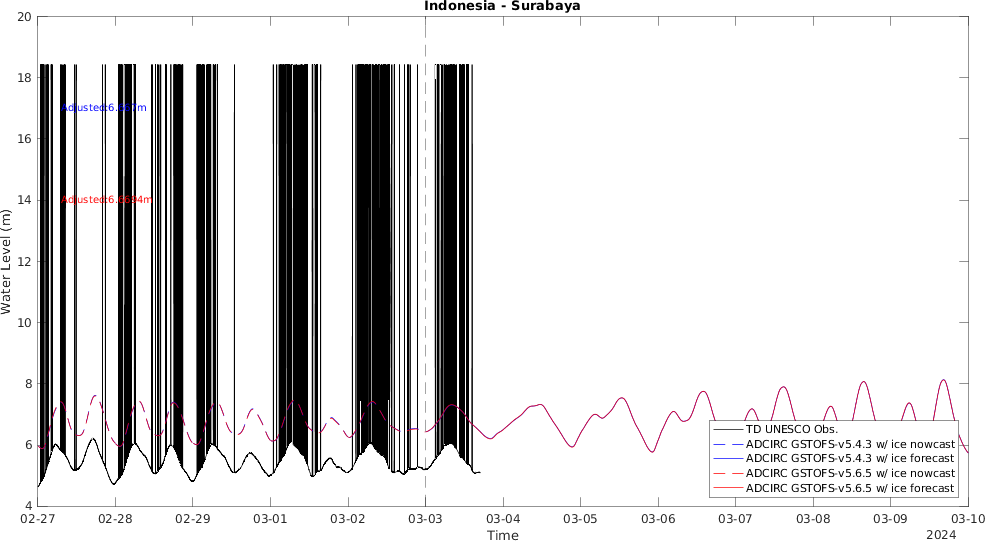 Indonesia - Surabaya
20
18
16
14
12
10
8
6
4
Water Level (m)
02-27 02-28 02-29 03-01 03-02 03-03 03-04 03-05 03-06 03-07 03-08 03-09 03-10
Time
2024
TD UNESCO Obs.
ADCIRC GSTOFS-v5.4.3 w/ ice nowcast
ADCIRC GSTOFS-v5.4.3 w/ ice forecast
ADCIRC GSTOFS-v5.6.5 w/ ice nowcast
ADCIRC GSTOFS-v5.6.5 w/ ice forecast